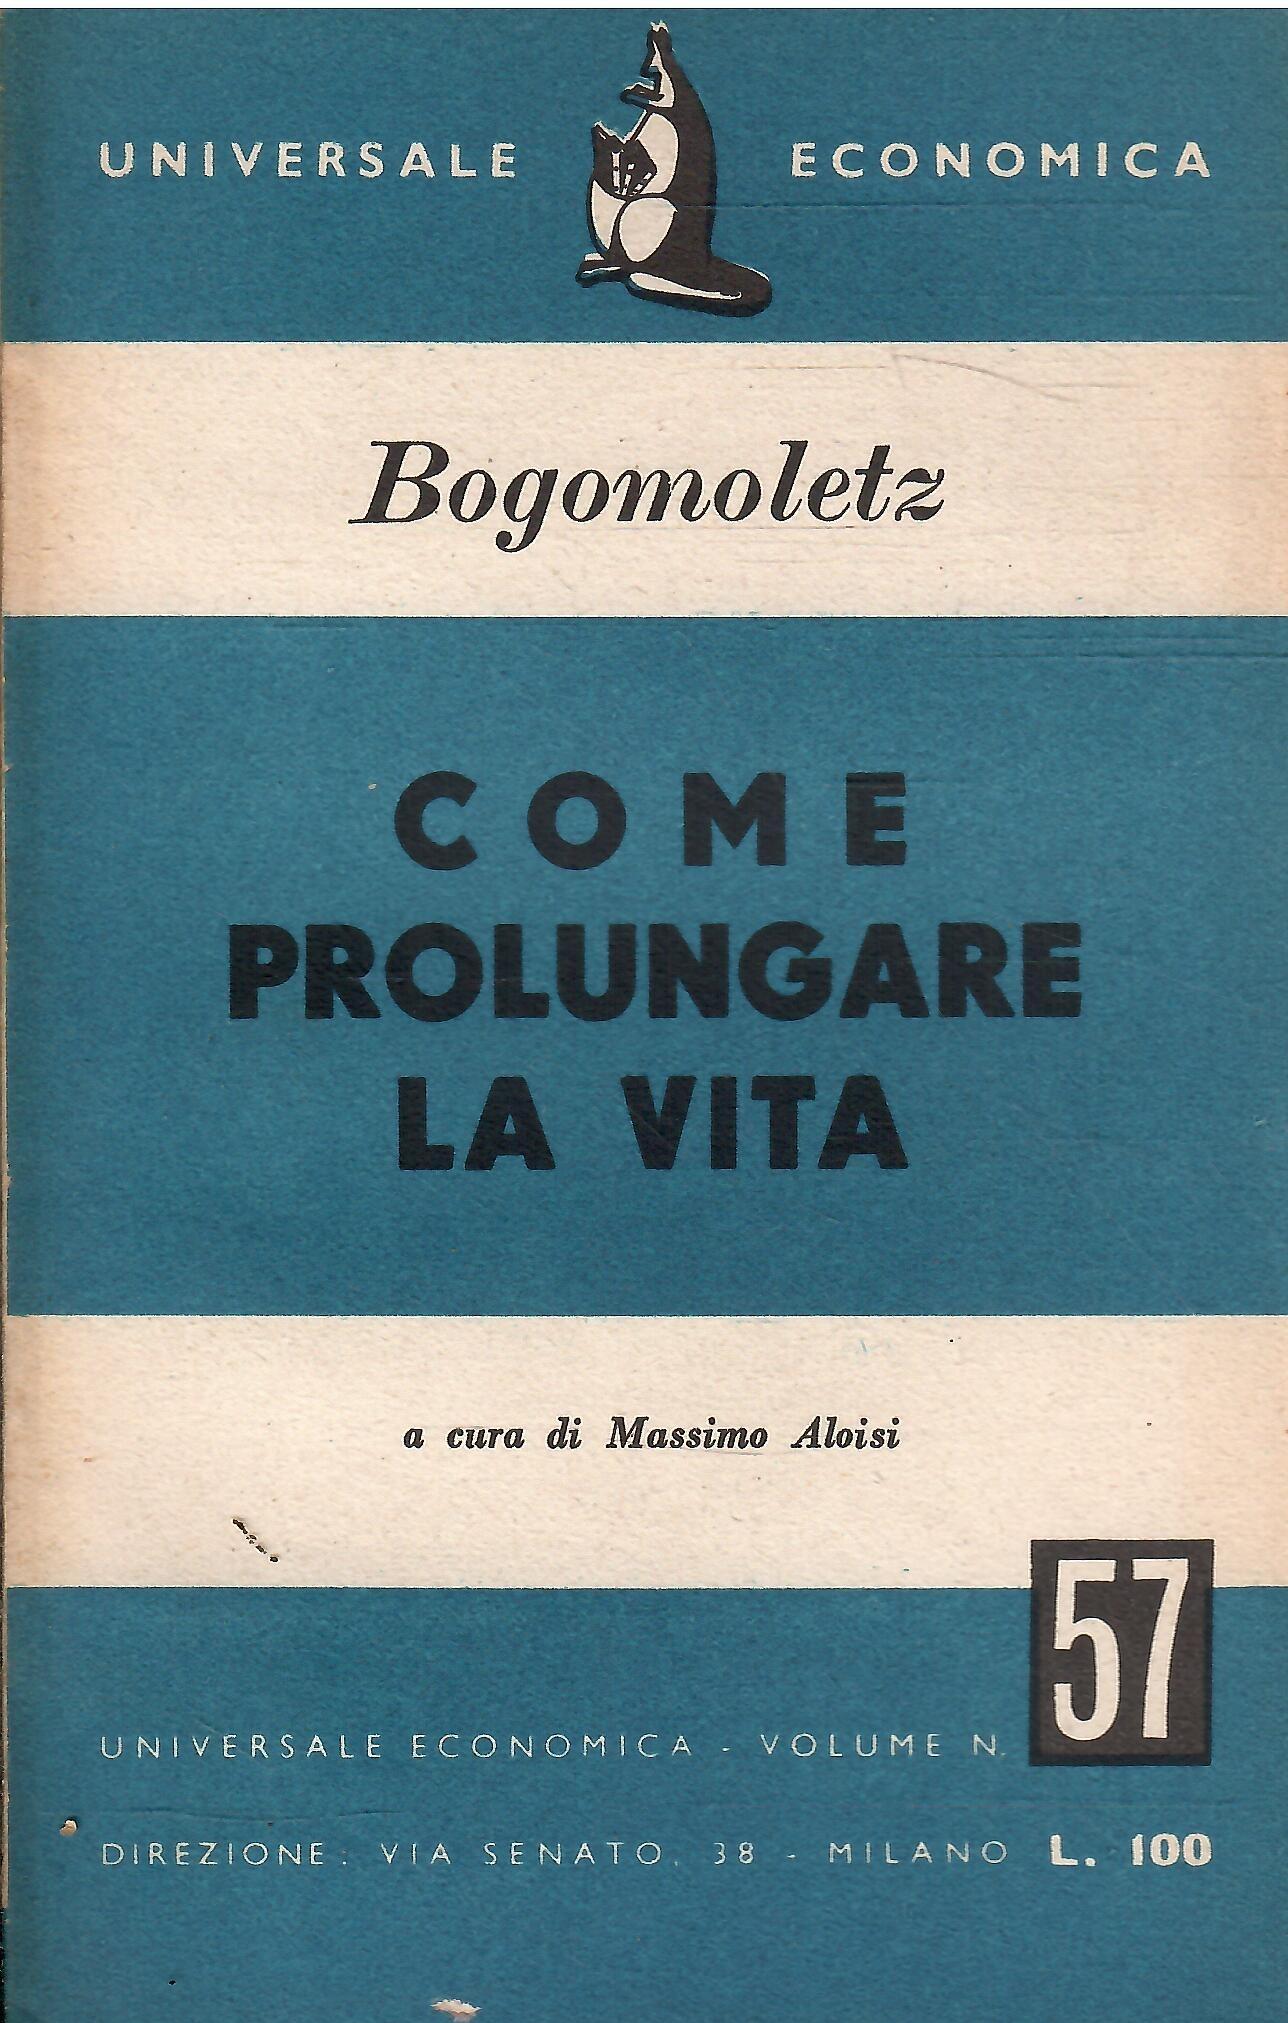 UNIVERSALE ECONOMICA
Bogomoletz
COME
PROLUNGARE
LA VITA
a cura di Massimo Aloisi
57
UNIVERSALE ECONOMICA - VOLUME N.
DIREZIONE: VIA SENATO, 38 - MILANO L. 100